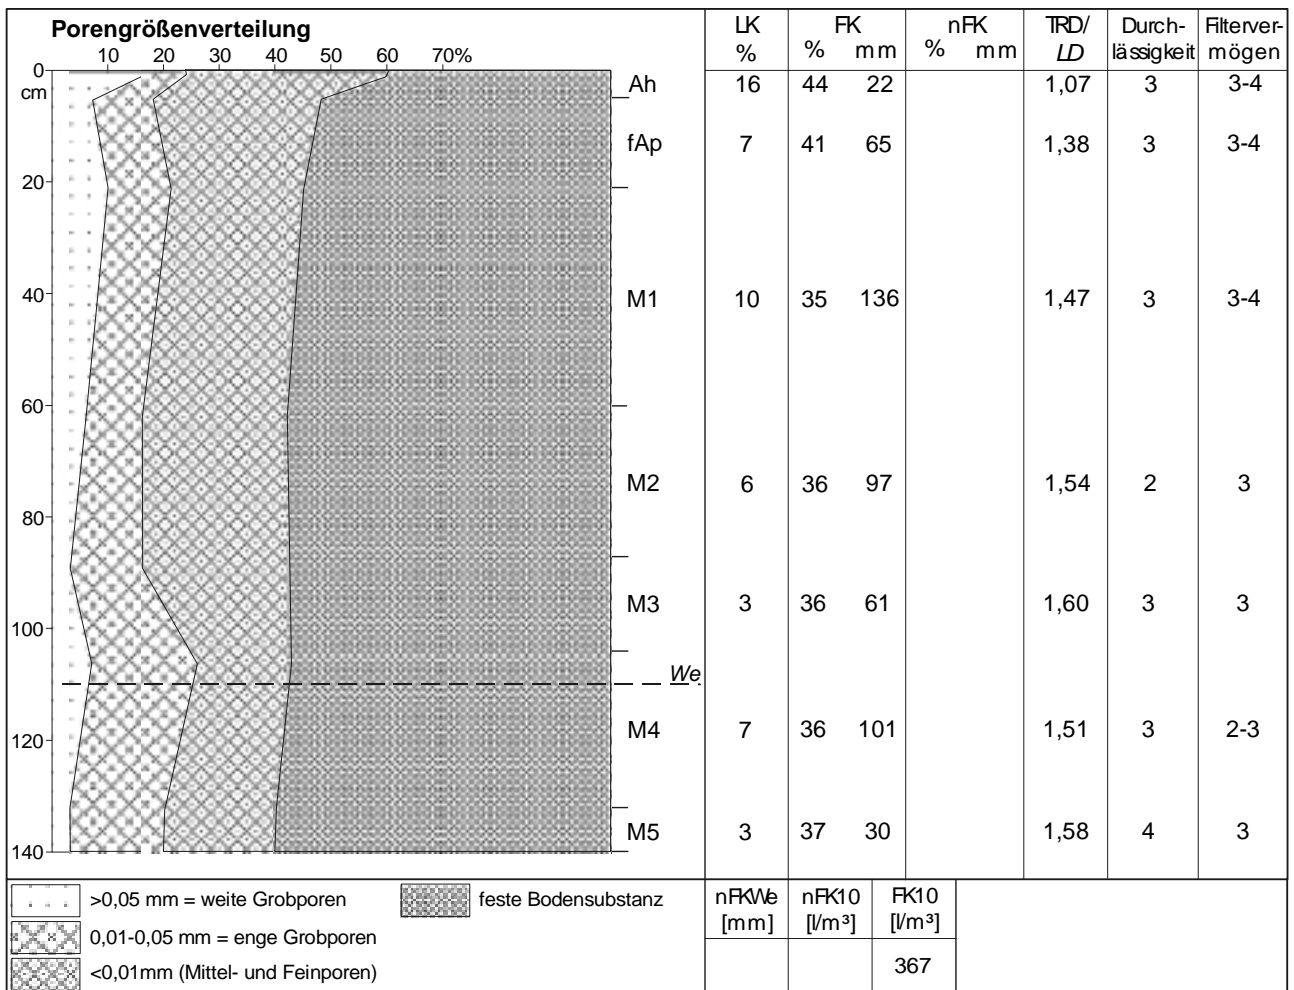 Porengrößenverteilung
10 20 30 40 50 60 70%
LK FK nFK TRD/ Durch- Filterver-
% % mm % mm LD lässigkeit mögen
0
cm
Ah 16 44 22 1,07 3 3-4
fAp 7 41 65 1,38 3 3-4
20
40
M1 10 35 136 1,47 3 3-4
60
M2 6 36 97 1,54 2 3
80
M3 3 36 61 1,60 3 3
100
We
M4 7 36 101 1,51 3 2-3
120
M5 3 37 30 1,58 4 3
140
>0,05 mm = weite Grobporen feste Bodensubstanz
0,01-0,05 mm = enge Grobporen
<0,01mm (Mittel- und Feinporen)
nFKWe nFK10 FK10
[mm] [l/m³] [l/m³]
367